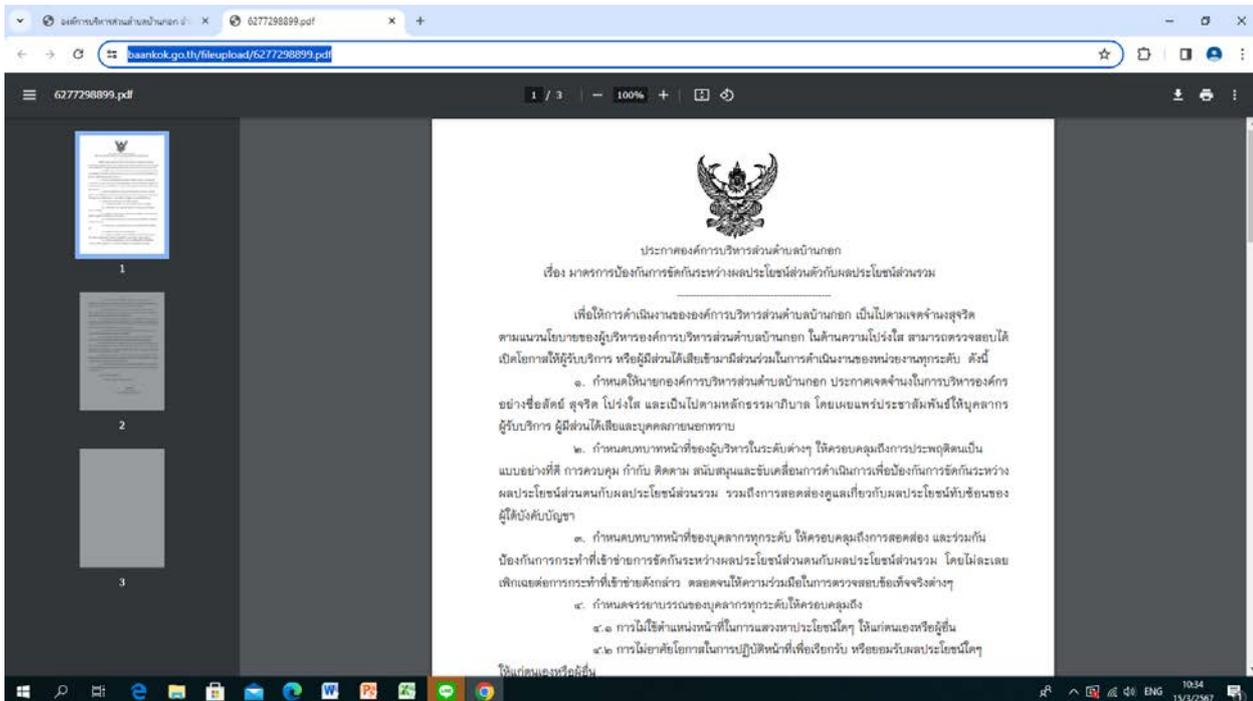 องค์การบริหารส่วนตำบลบ้านกอก อำ
6277298899.pdf
baankok.go.th/fileupload/6277298899.pdf
6277298899.pdf
1 / 3
100%
1
2
3
ประกาศองค์การบริหารส่วนตำบลบ้านกอก
เรื่อง มาตรการป้องกันการขัดกันระหว่างผลประโยชน์ส่วนตัวกับผลประโยชน์ส่วนรวม
เพื่อให้การดำเนินงานขององค์การบริหารส่วนตำบลบ้านกอก เป็นไปตามเจตจำนงสุจริต
ตามแนวนโยบายของผู้บริหารองค์การบริหารส่วนตำบลบ้านกอก ในด้านความโปร่งใส สามารถตรวจสอบได้
เปิดโอกาสให้ผู้รับบริการ หรือผู้มีส่วนได้เสียเข้ามามีส่วนร่วมในการดำเนินงานของหน่วยงานทุกระดับ ดังนี้
๑. กำหนดให้นายกองค์การบริหารส่วนตำบลบ้านกอก ประกาศเจตจำนงในการบริหารองค์กร
อย่างซื่อสัตย์ สุจริต โปร่งใส และเป็นไปตามหลักธรรมาภิบาล โดยเผยแพร่ประชาสัมพันธ์ให้บุคลากร
ผู้รับบริการ ผู้มีส่วนได้เสียและบุคคลภายนอกทราบ
๒. กำหนดบทบาทหน้าที่ของผู้บริหารในระดับต่างๆ ให้ครอบคลุมถึงการประพฤติตนเป็น
แบบอย่างที่ดี การควบคุม กำกับ ติดตาม สนับสนุนและขับเคลื่อนการดำเนินการเพื่อป้องกันการขัดกันระหว่าง
ผลประโยชน์ส่วนตนกับผลประโยชน์ส่วนรวม รวมถึงการสอดส่องดูแลเกี่ยวกับผลประโยชน์ทับซ้อนของ
ผู้ใต้บังคับบัญชา
๓. กำหนดบทบาทหน้าที่ของบุคลากรทุกระดับ ให้ครอบคลุมถึงการสอดส่อง และร่วมกัน
ป้องกันการกระทำที่เข้าข่ายการขัดกันระหว่างผลประโยชน์ส่วนตนกับผลประโยชน์ส่วนรวม โดยไม่ละเลย
เพิกเฉยต่อการกระทำที่เข้าข่ายดังกล่าว ตลอดจนให้ความร่วมมือในการตรวจสอบข้อเท็จจริงต่างๆ
๔. กำหนดจรรยาบรรณของบุคลากรทุกระดับให้ครอบคลุมถึง
๔.๑ การไม่ใช้ตำแหน่งหน้าที่ในการแสวงหาประโยชน์ใดๆ ให้แก่ตนเองหรือผู้อื่น
๔.๒ การไม่อาศัยโอกาสในการปฏิบัติหน้าที่เพื่อเรียกรับ หรือยอมรับผลประโยชน์ใดๆ
ให้แก่ตนเองหรือผู้อื่น
ENG
10:34
15/3/2567